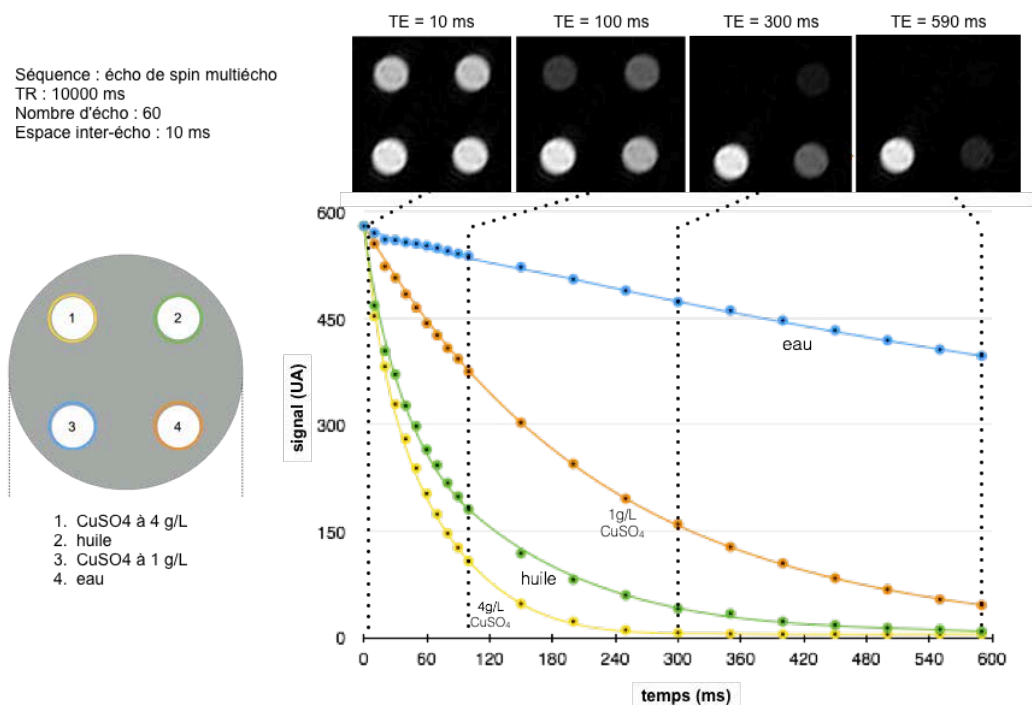 TE = 10 ms
TE = 100 ms
TE = 300 ms
TE = 590 ms
Séquence : écho de spin multiécho
TR : 10000 ms
Nombre d'écho : 60
Espace inter-écho : 10 ms
1
2
3
4
1. CuSO4 à 4 g/L
2. huile
3. CuSO4 à 1 g/L
4. eau
600
450
300
150
0
signal (UA)
eau
1g/L
CuSO₄
huile
4g/L
CuSO₄
0
60
120
180
240
300
360
420
480
540
600
temps (ms)